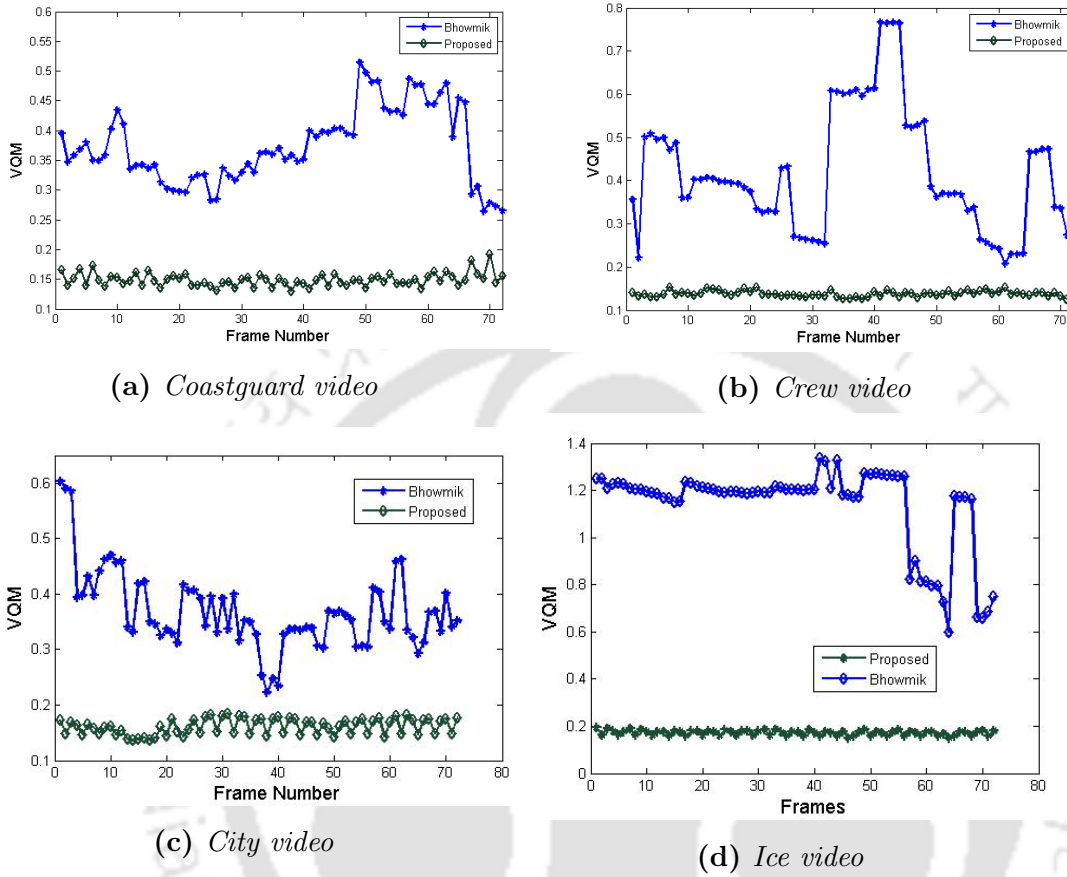 0.6
0.55
0.5
0.45
0.4
0.35
0.3
0.25
0.2
0.15
0.1
VQM
Bhowmik
Proposed
0 10 20 30 40 50 60 70
Frame Number
(a) Coastguard video
0.8
0.7
0.6
0.5
0.4
0.3
0.2
0.1
VQM
Bhowmik
Proposed
0 10 20 30 40 50 60 70
Frame Number
(b) Crew video
0.6
0.5
0.4
0.3
0.2
0.1
VQM
Bhowmik
Proposed
0 10 20 30 40 50 60 70 80
Frame Number
(c) City video
1.4
1.2
1
0.8
0.6
0.4
0.2
0
VQM
Proposed
Bhowmik
0 10 20 30 40 50 60 70 80
Frames
(d) Ice video